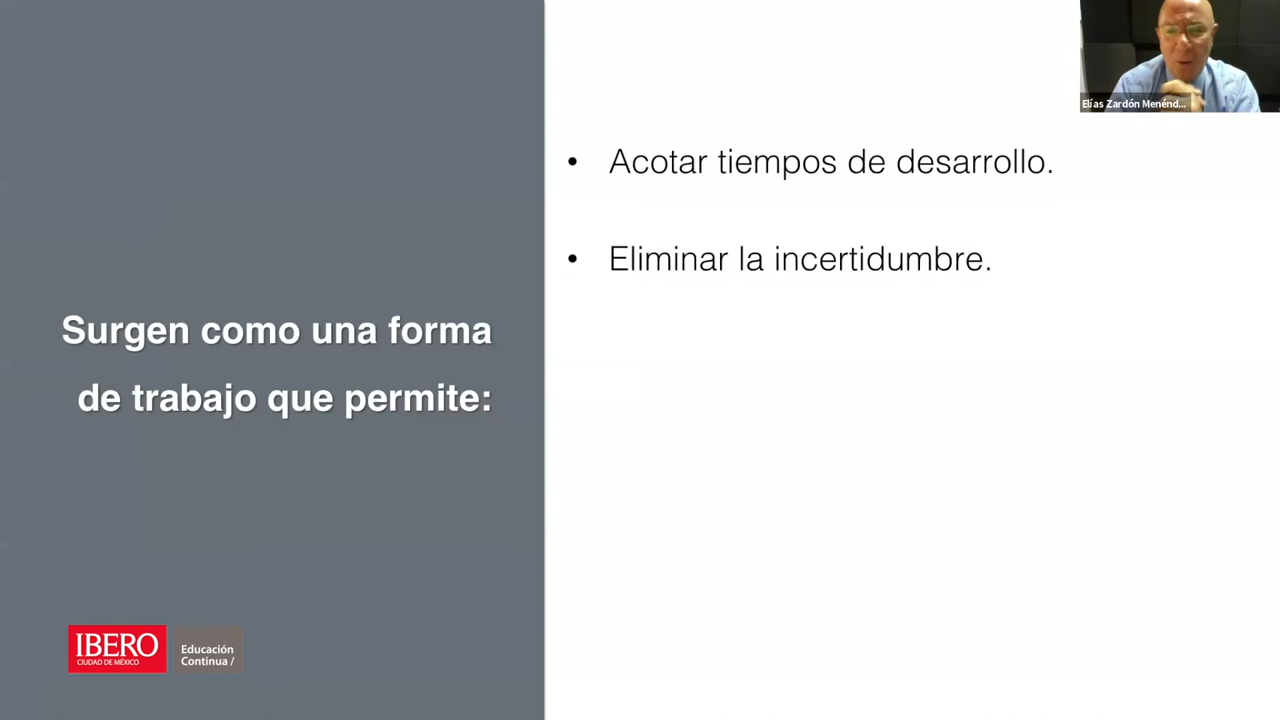 Elías Zardón Menénd...
• Acotar tiempos de desarrollo.
• Eliminar la incertidumbre.
Surgen como una forma
de trabajo que permite:
IBERO
CIUDAD DE MÉXICO
Educación
Continua /